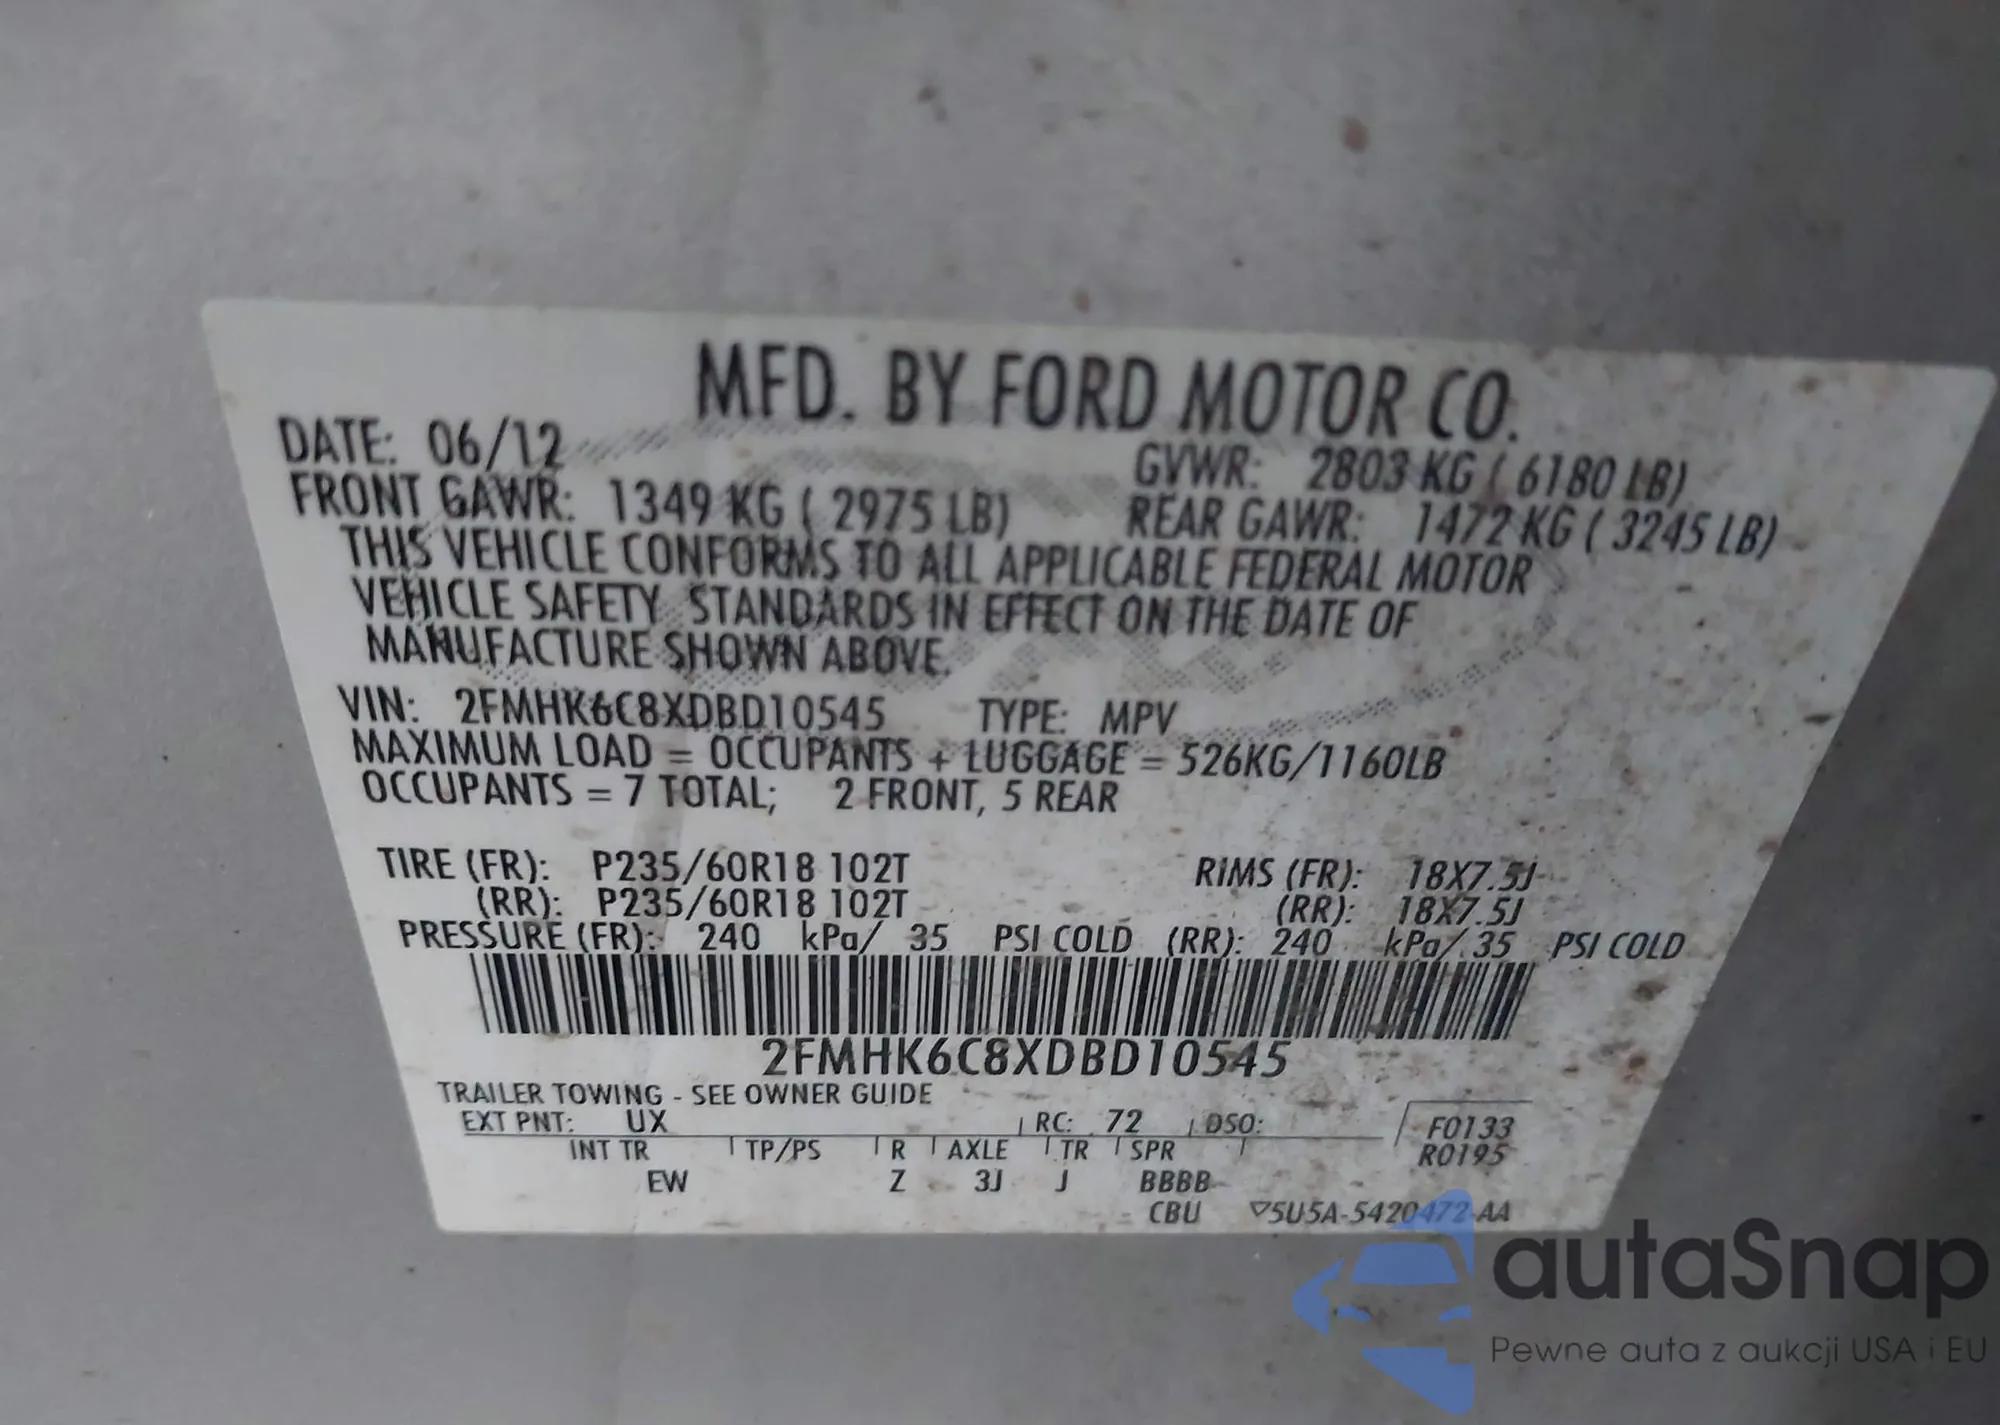 MFD. BY FORD MOTOR CO.
DATE: 06/12 GVWR: 2803 KG ( 6180 LB)
FRONT GAWR: 1349 KG ( 2975 LB) REAR GAWR: 1472 KG ( 3245 LB)
THIS VEHICLE CONFORMS TO ALL APPLICABLE FEDERAL MOTOR
VEHICLE SAFETY STANDARDS IN EFFECT ON THE DATE OF
MANUFACTURE SHOWN ABOVE.
VIN: 2FMHK6C8XDBD10545 TYPE: MPV
MAXIMUM LOAD = OCCUPANTS + LUGGAGE = 526KG/1160LB
OCCUPANTS = 7 TOTAL; 2 FRONT, 5 REAR
TIRE (FR): P235/60R18 102T RIMS (FR): 18X7.5J
(RR): P235/60R18 102T (RR): 18X7.5J
PRESSURE (FR): 240 kPa/ 35 PSI COLD (RR): 240 kPa/ 35 PSI COLD
2FMHK6C8XDBD10545
TRAILER TOWING - SEE OWNER GUIDE
EXT PNT: UX RC: 72 DSO: F0133
INT TR TP/PS R AXLE TR SPR R0195
EW Z 3J J BBBB
CBU ▽5U5A-5420472-AA
autaSnap
Pewne auta z aukcji USA i EU